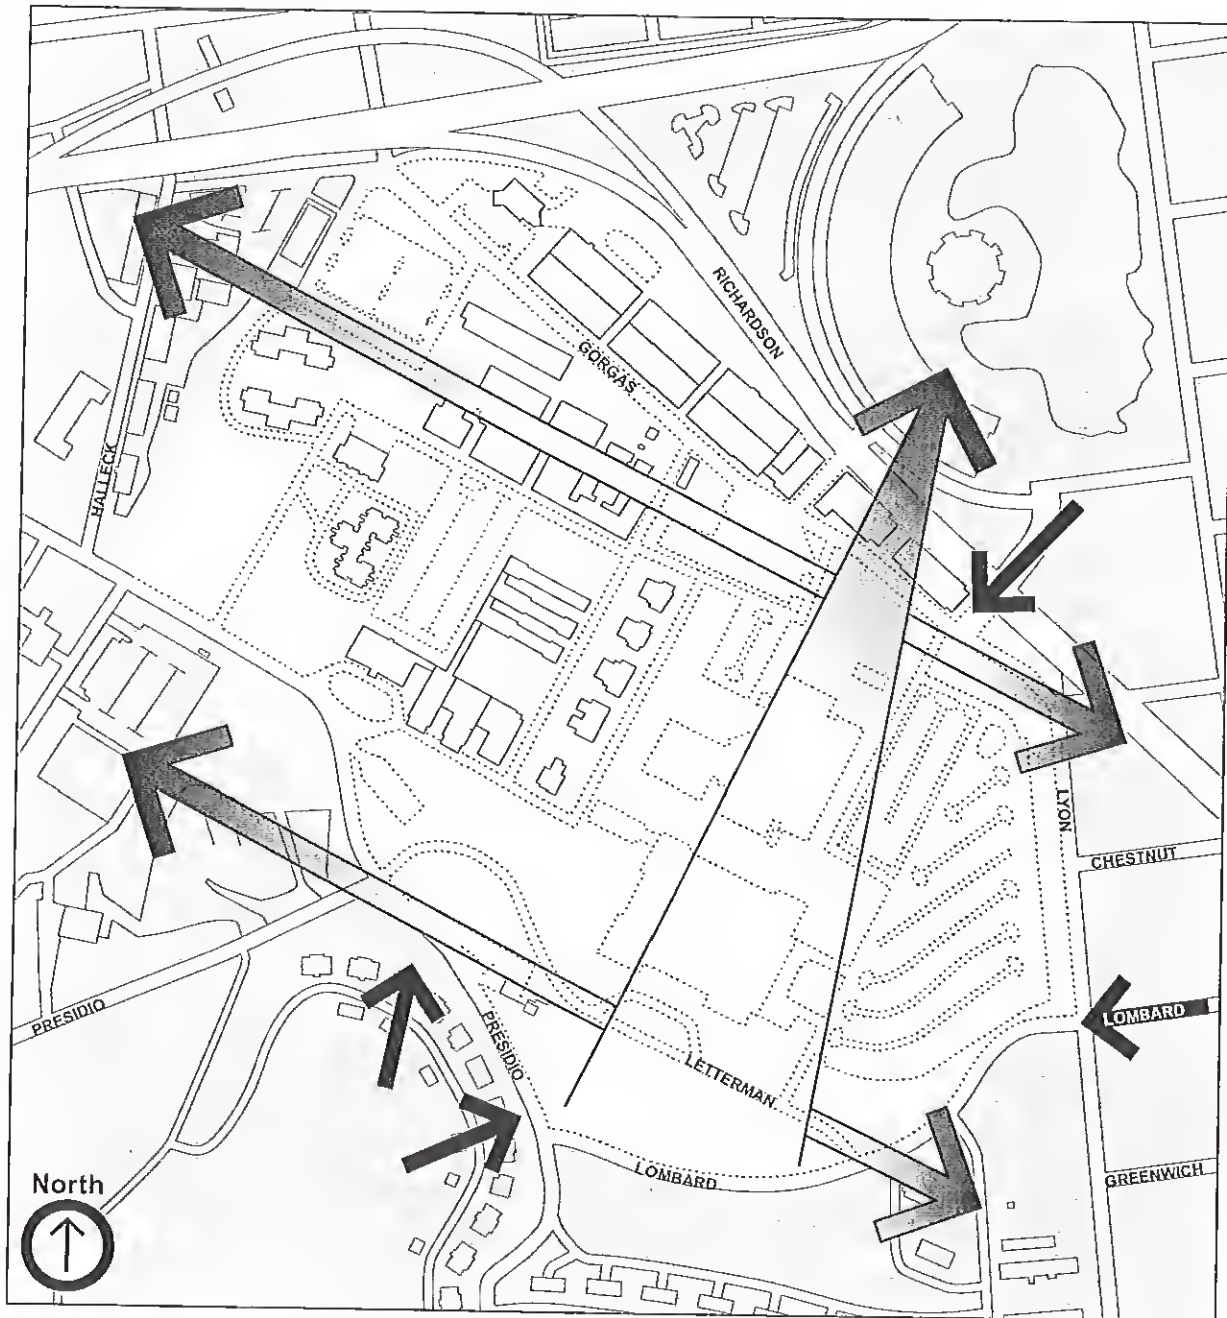 RICHARDSON
GORGAS
HALLECK
LYON
CHESTNUT
LOMBARD
PRESIDIO
PRESIDIO
LETTERMAN
LOMBARD
GREENWICH
North